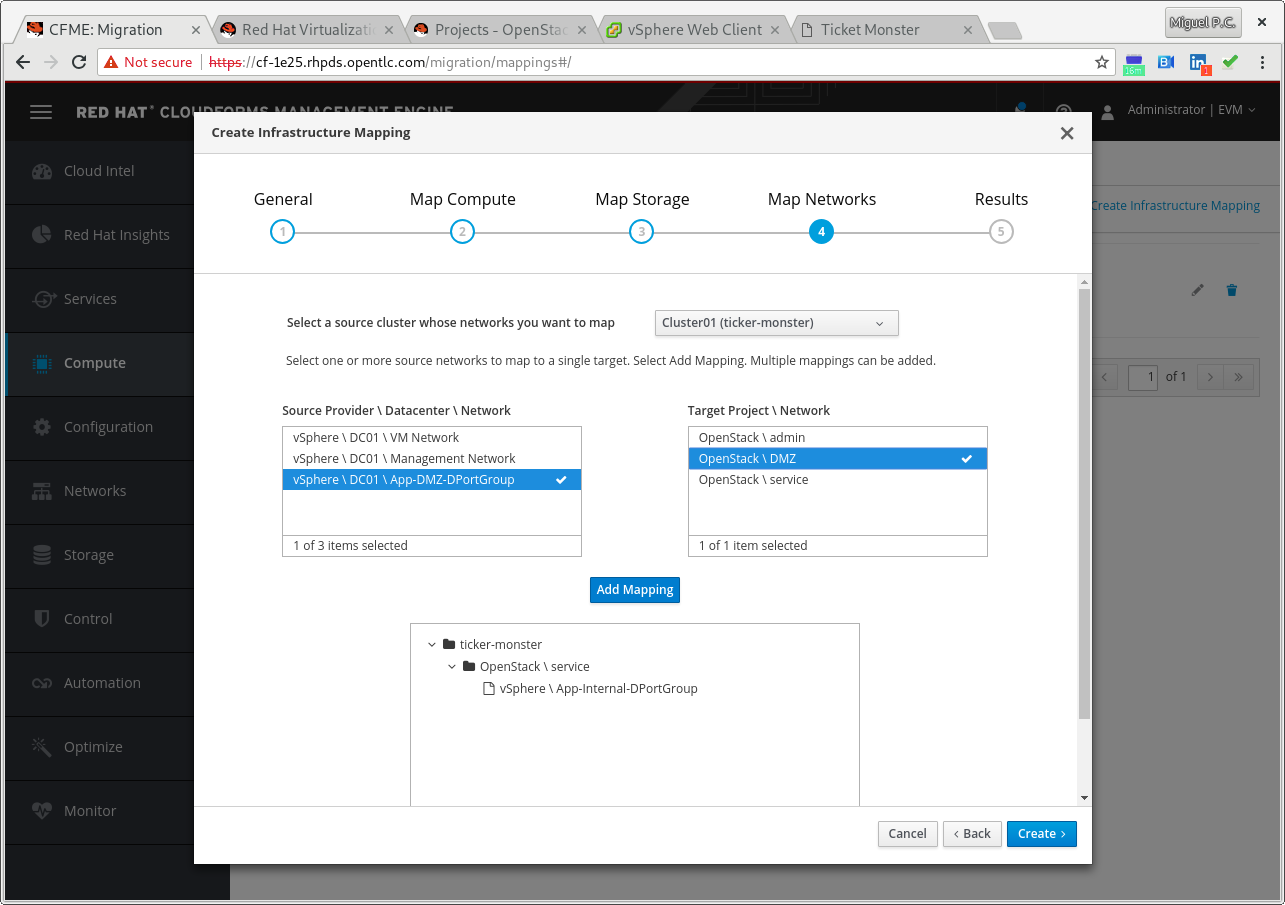 CFME: Migration
Red Hat Virtualizati
Projects - OpenStac
vSphere Web Client
Ticket Monster
Miguel P.C.
Not secure https://cf-1e25.rhpds.opentlc.com/migration/mappings#/
16m
B
in
1
RED HAT CLOUDFORMS MANAGEMENT ENGINE
Administrator | EVM
Create Infrastructure Mapping
Cloud Intel
Red Hat Insights
Services
Compute
Configuration
Networks
Storage
Control
Automation
Optimize
Monitor
Create Infrastructure Mapping
1 of 1
General
Map Compute
Map Storage
Map Networks
Results
1
2
3
4
5
Select a source cluster whose networks you want to map
Cluster01 (ticker-monster)
Select one or more source networks to map to a single target. Select Add Mapping. Multiple mappings can be added.
Source Provider \ Datacenter \ Network
vSphere \ DC01 \ VM Network
vSphere \ DC01 \ Management Network
vSphere \ DC01 \ App-DMZ-DPortGroup
1 of 3 items selected
Target Project \ Network
OpenStack \ admin
OpenStack \ DMZ
OpenStack \ service
1 of 1 item selected
Add Mapping
ticker-monster
OpenStack \ service
vSphere \ App-Internal-DPortGroup
Cancel
‹ Back
Create ›